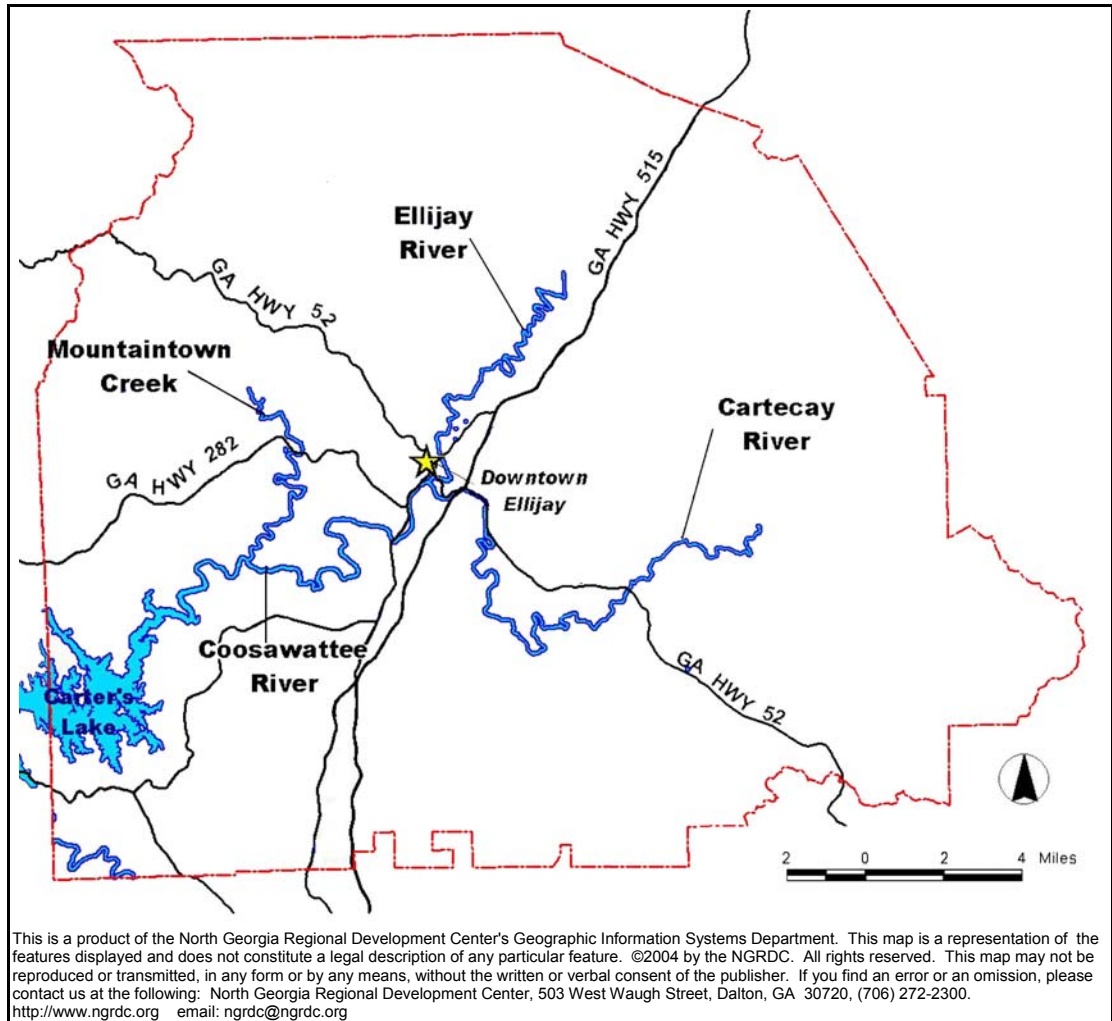 GA HWY 515
Ellijay
River
GA HWY 52
Mountaintown
Creek
Cartecay
River
GA HWY 282
Downtown
Ellijay
Coosawattee
River
GA HWY 52
Carter's
Lake
2 0 2 4 Miles
This is a product of the North Georgia Regional Development Center's Geographic Information Systems Department. This map is a representation of the
features displayed and does not constitute a legal description of any particular feature. ©2004 by the NGRDC. All rights reserved. This map may not be
reproduced or transmitted, in any form or by any means, without the written or verbal consent of the publisher. If you find an error or an omission, please
contact us at the following: North Georgia Regional Development Center, 503 West Waugh Street, Dalton, GA 30720, (706) 272-2300.
http://www.ngrdc.org email: ngrdc@ngrdc.org